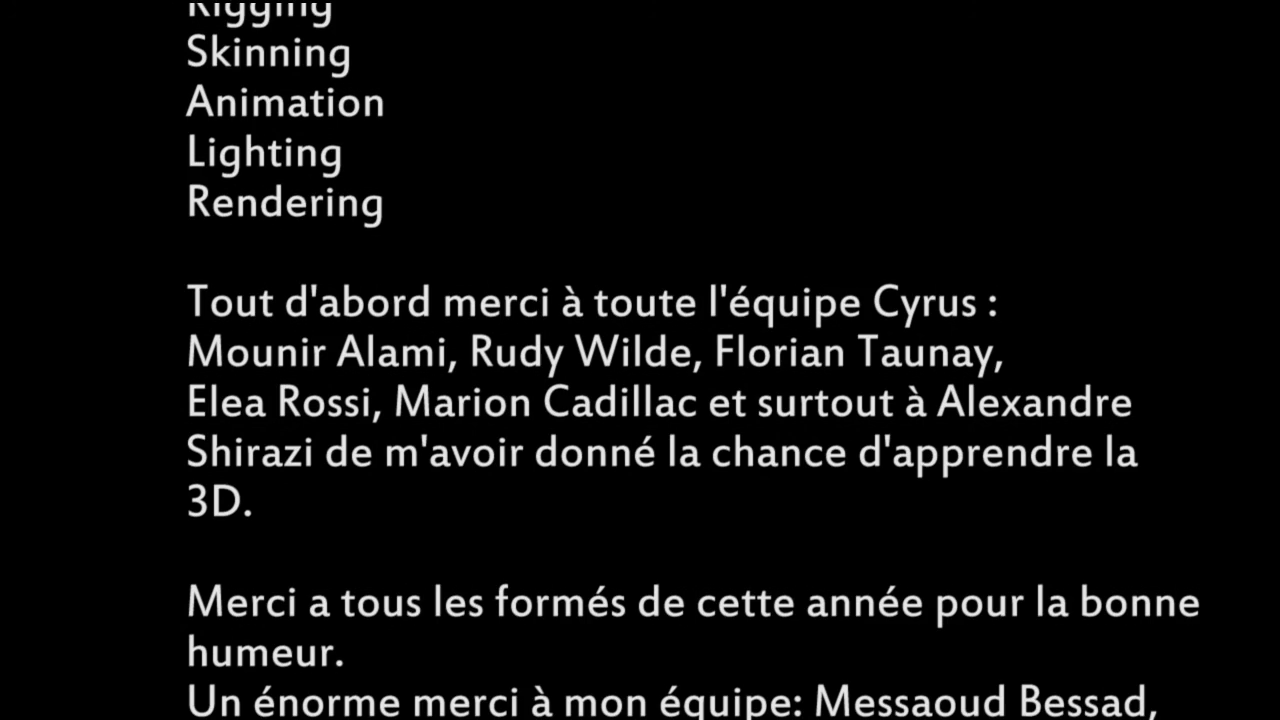 Rigging
Skinning
Animation
Lighting
Rendering
Tout d'abord merci à toute l'équipe Cyrus :
Mounir Alami, Rudy Wilde, Florian Taunay,
Elea Rossi, Marion Cadillac et surtout à Alexandre
Shirazi de m'avoir donné la chance d'apprendre la
3D.
Merci a tous les formés de cette année pour la bonne
humeur.
Un énorme merci à mon équipe: Messaoud Bessad,